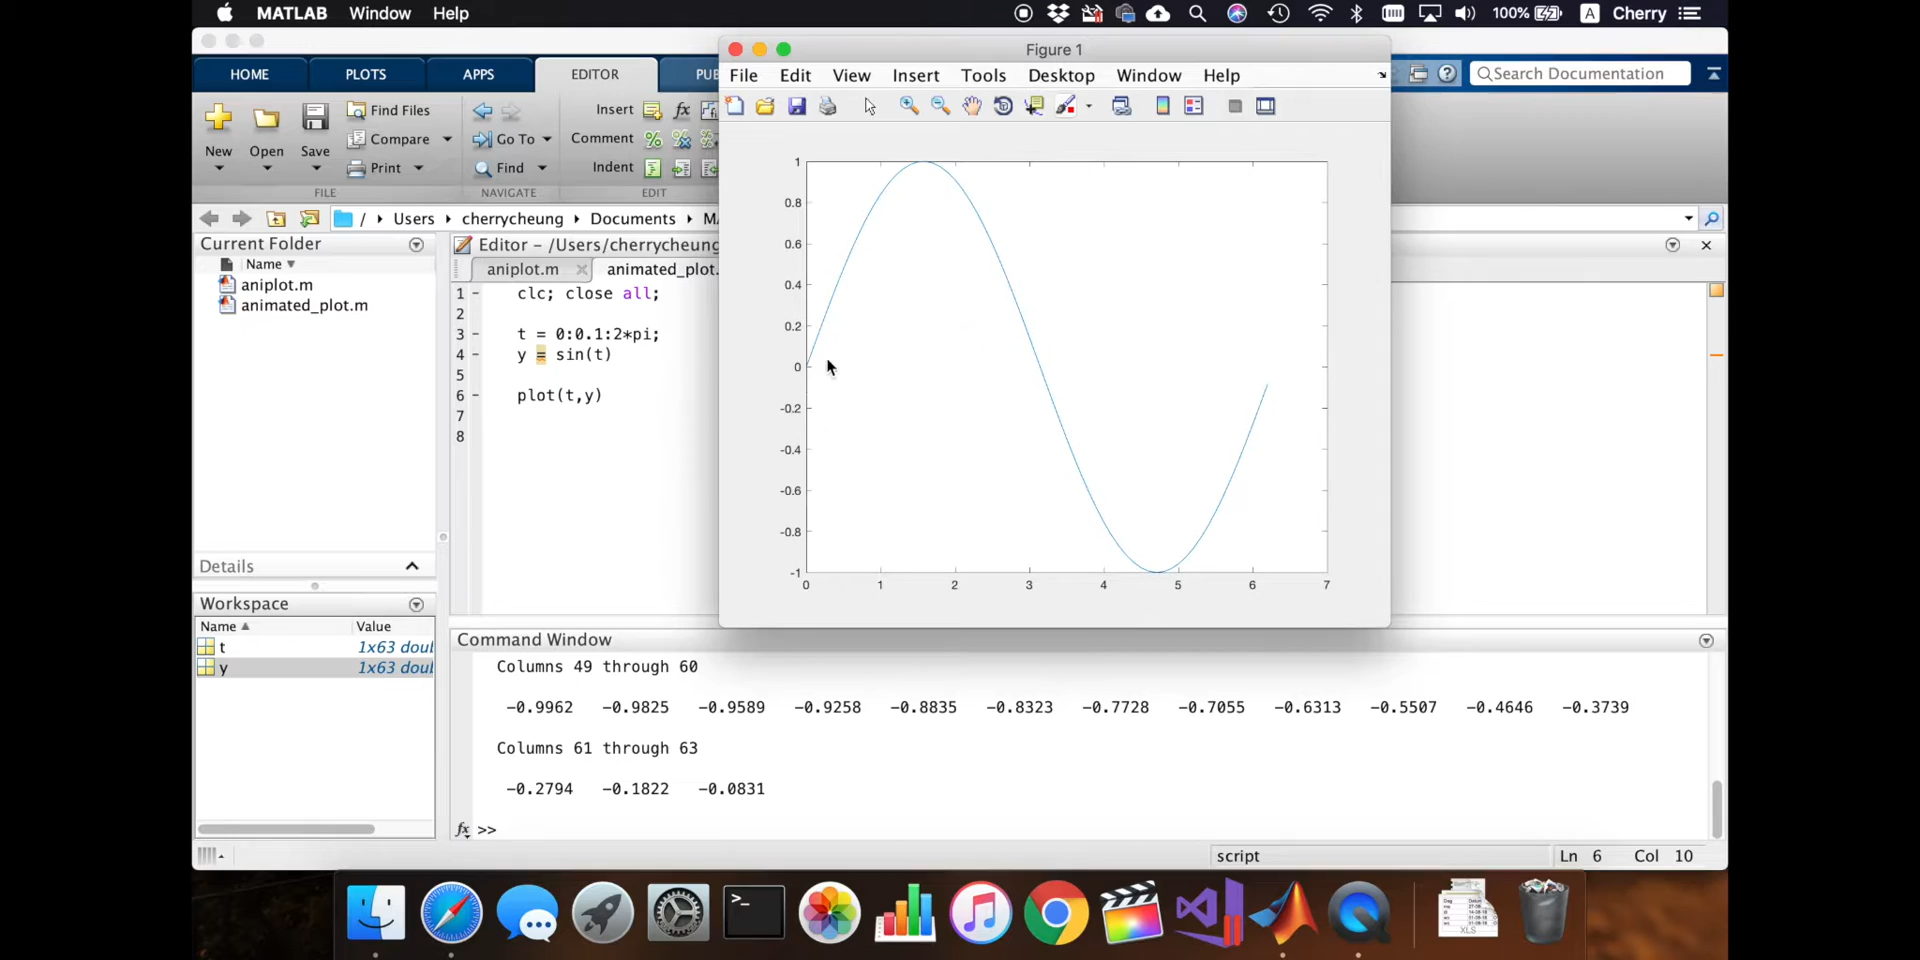 MATLAB Window Help
100% A Cherry
Figure 1
HOME PLOTS APPS EDITOR PUB
File Edit View Insert Tools Desktop Window Help
Search Documentation
New Open Save
Find Files
Compare
Print
Go To
Find
Insert
Comment
Indent
FILE NAVIGATE EDIT
/ Users cherrycheung Documents
Current Folder
Name
aniplot.m
animated_plot.m
Editor - /Users/cherrycheung
aniplot.m animated_plot.
1 clc; close all;
2
3 t = 0:0.1:2*pi;
4 y = sin(t)
5
6 plot(t,y)
7
8
1
0.8
0.6
0.4
0.2
0
-0.2
-0.4
-0.6
-0.8
-1
0 1 2 3 4 5 6 7
Details
Workspace
Name Value
t 1x63 doul
y 1x63 doul
Command Window
Columns 49 through 60
-0.9962 -0.9825 -0.9589 -0.9258 -0.8835 -0.8323 -0.7728 -0.7055 -0.6313 -0.5507 -0.4646 -0.3739
Columns 61 through 63
-0.2794 -0.1822 -0.0831
fx >>
script Ln 6 Col 10
XLS